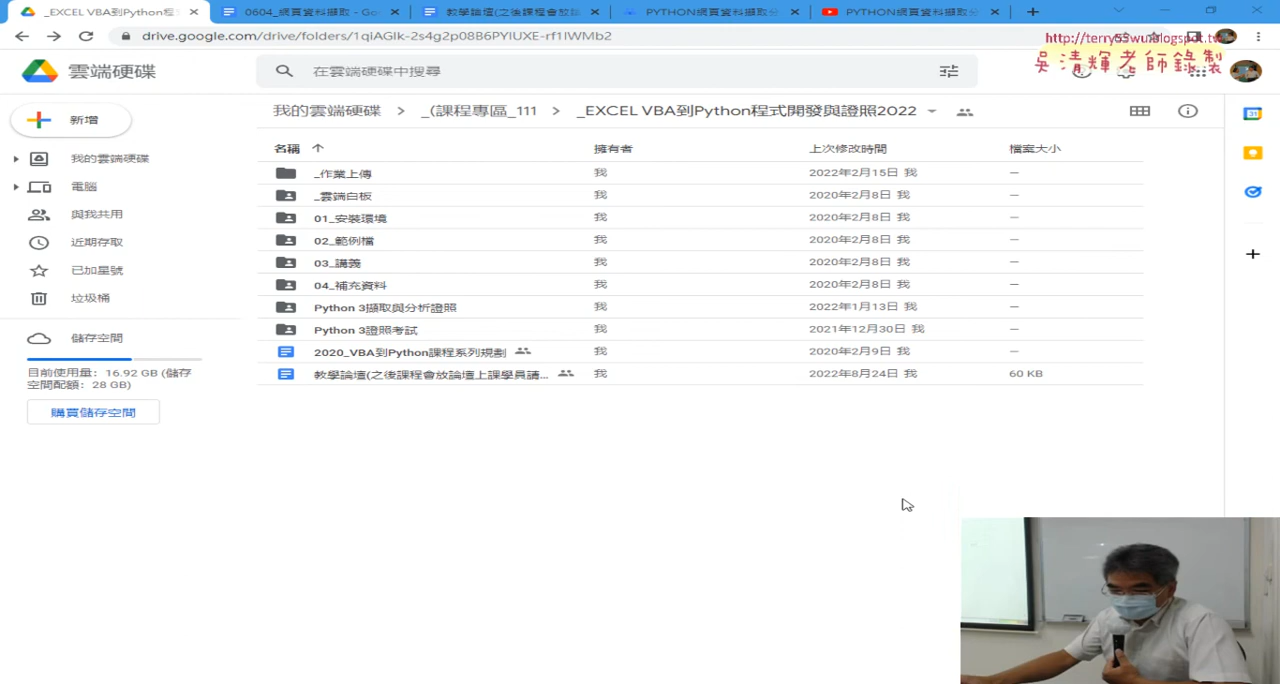 _EXCEL VBA到Python程
0604_網頁資料擷取 - Go
教學論壇(之後課程會放論
PYTHON網頁資料擷取分
PYTHON網頁資料擷取分
drive.google.com/drive/folders/1qiAGIk-2s4g2p08B6PYIUXE-rf1IWMb2
http://terry55wu.blogspot.tw
吳清輝老師錄製
雲端硬碟
在雲端硬碟中搜尋
新增
我的雲端硬碟 > _(課程專區_111 > _EXCEL VBA到Python程式開發與證照2022
名稱 擁有者 上次修改時間 檔案大小
我的雲端硬碟
電腦
與我共用
近期存取
已加星號
垃圾桶
儲存空間
目前使用量：16.92 GB (儲存
空間配額：28 GB)
購買儲存空間
_作業上傳 我 2022年2月15日 我 —
_雲端白板 我 2020年2月8日 我 —
01_安裝環境 我 2020年2月8日 我 —
02_範例檔 我 2020年2月8日 我 —
03_講義 我 2020年2月8日 我 —
04_補充資料 我 2020年2月8日 我 —
Python 3擷取與分析證照 我 2022年1月13日 我 —
Python 3證照考試 我 2021年12月30日 我 —
2020_VBA到Python課程系列規劃 我 2020年2月9日 我 —
教學論壇(之後課程會放論壇上課學員請... 我 2022年8月24日 我 60 KB
31